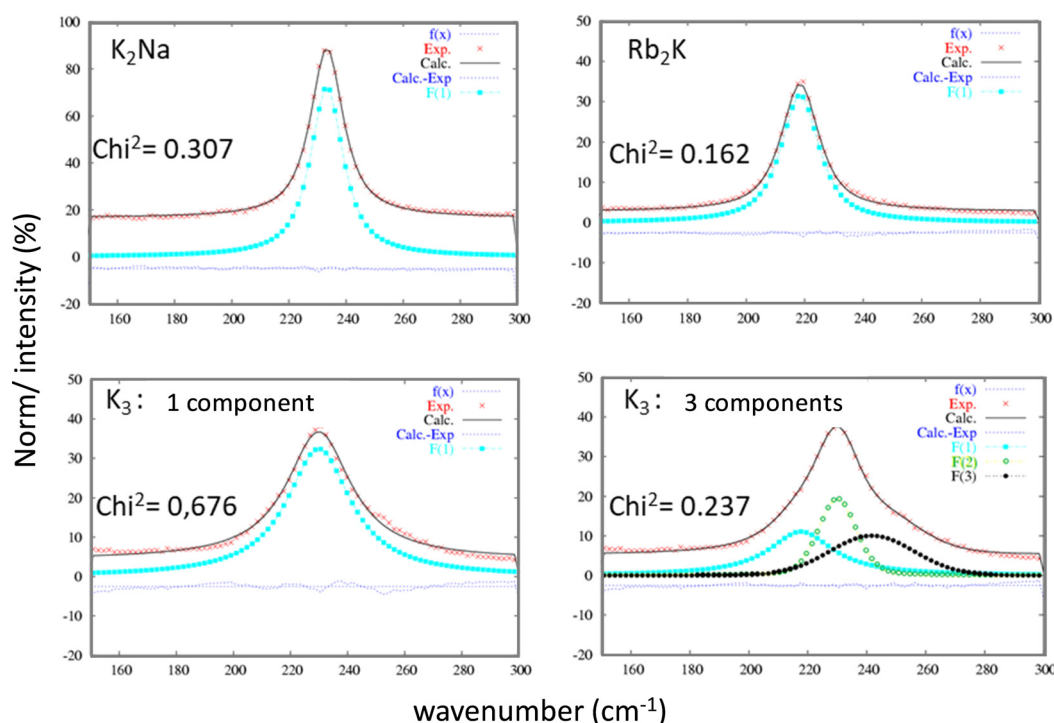 Norm/ intensity (%)
K₂Na
f(x)
Exp.
Calc.
Calc.-Exp
F(1)
Chi²= 0.307
100
80
60
40
20
0
-20
160 180 200 220 240 260 280 300
Rb₂K
f(x)
Exp.
Calc.
Calc.-Exp
F(1)
Chi²= 0.162
50
40
30
20
10
0
-10
-20
160 180 200 220 240 260 280 300
K₃ : 1 component
f(x)
Exp.
Calc.
Calc.-Exp
F(1)
Chi²= 0,676
50
40
30
20
10
0
-10
-20
160 180 200 220 240 260 280 300
K₃ : 3 components
f(x)
Exp.
Calc.
Calc.-Exp
F(1)
F(2)
F(3)
Chi²= 0.237
50
40
30
20
10
0
-10
-20
160 180 200 220 240 260 280 300
wavenumber (cm⁻¹)